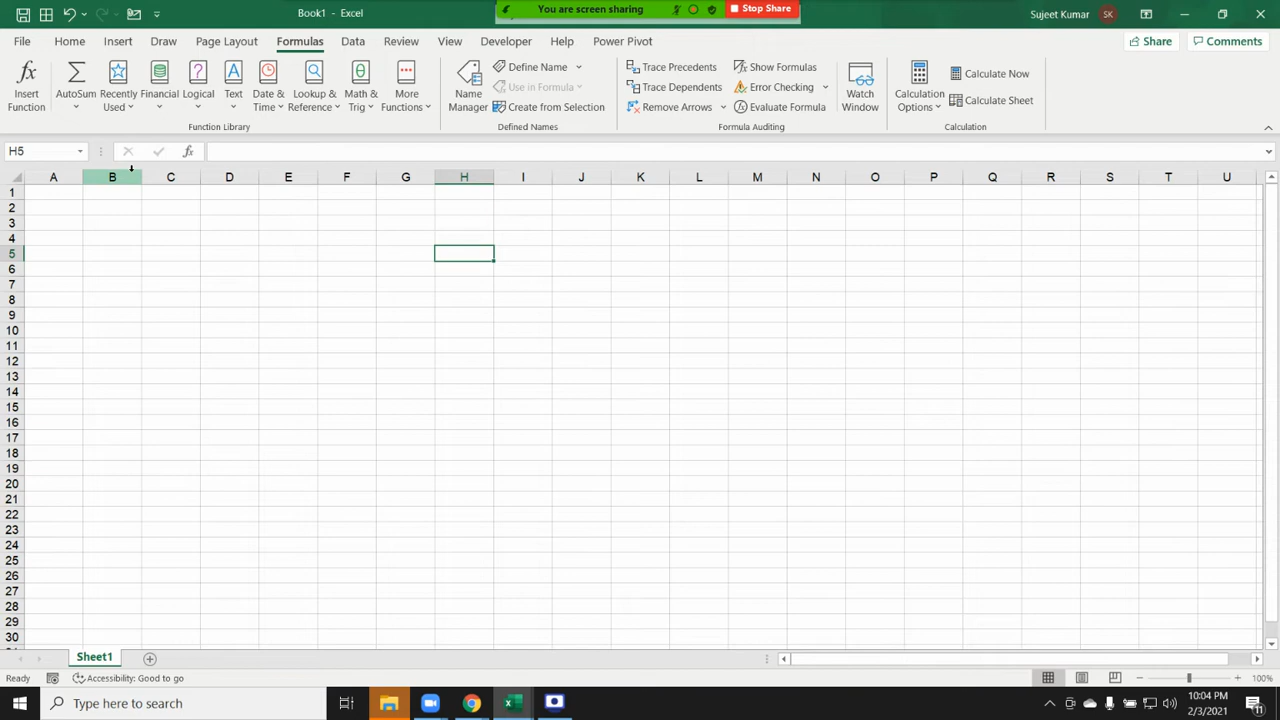 Book1 - Excel
You are screen sharing
Stop Share
Sujeet Kumar
SK
File Home Insert Draw Page Layout Formulas Data Review View Developer Help Power Pivot
Share
Comments
Insert Function
AutoSum
Recently Used
Financial
Logical
Text
Date & Time
Lookup & Reference
Math & Trig
More Functions
Function Library
Name Manager
Define Name
Use in Formula
Create from Selection
Defined Names
Trace Precedents
Trace Dependents
Remove Arrows
Show Formulas
Error Checking
Evaluate Formula
Formula Auditing
Watch Window
Calculation Options
Calculate Now
Calculate Sheet
Calculation
H5
fx
A B C D E F G H I J K L M N O P Q R S T U
1
2
3
4
5
6
7
8
9
10
11
12
13
14
15
16
17
18
19
20
21
22
23
24
25
26
27
28
29
30
Sheet1
Ready
Accessibility: Good to go
100%
Type here to search
10:04 PM
2/3/2021
11